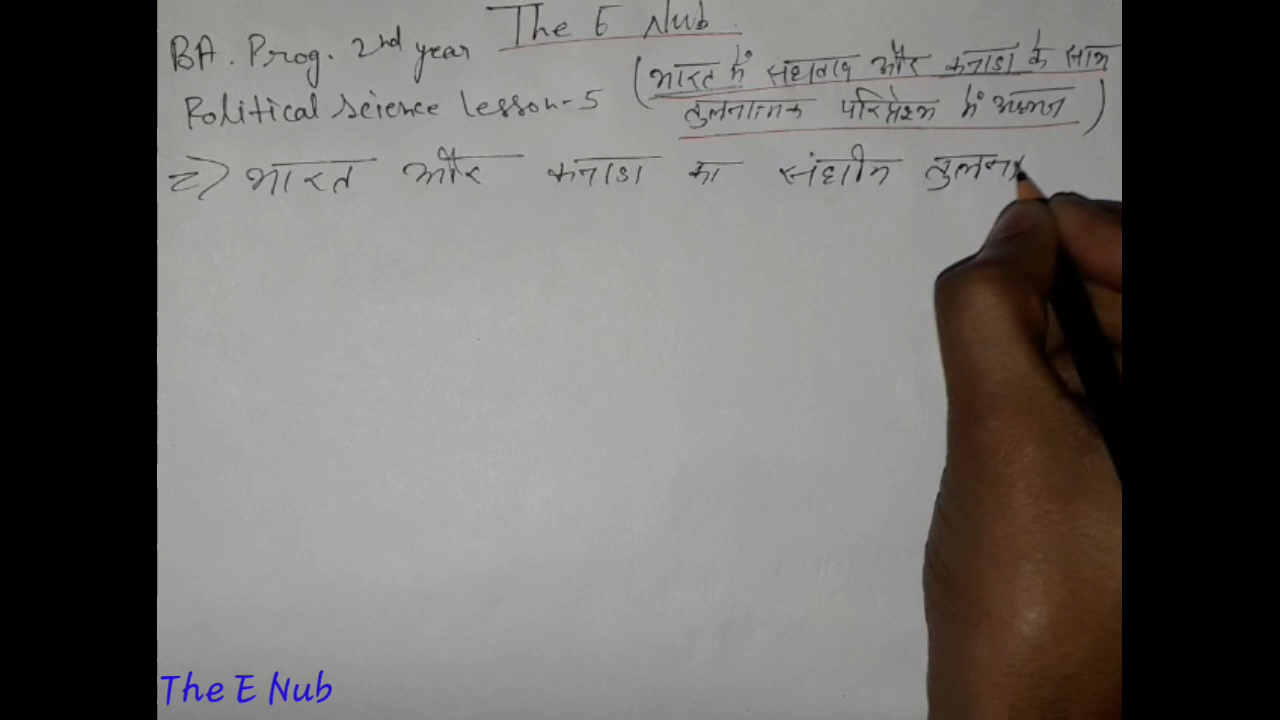 The E Nub.
BA. Prog. 2nd year
(भारत में संघवाद और कनाडा के साथ
Political science lesson-5
तुलनात्मक परिप्रेक्ष्य में अध्ययन)
2) भारत और कनाडा का संघीय तुलना
The E Nub